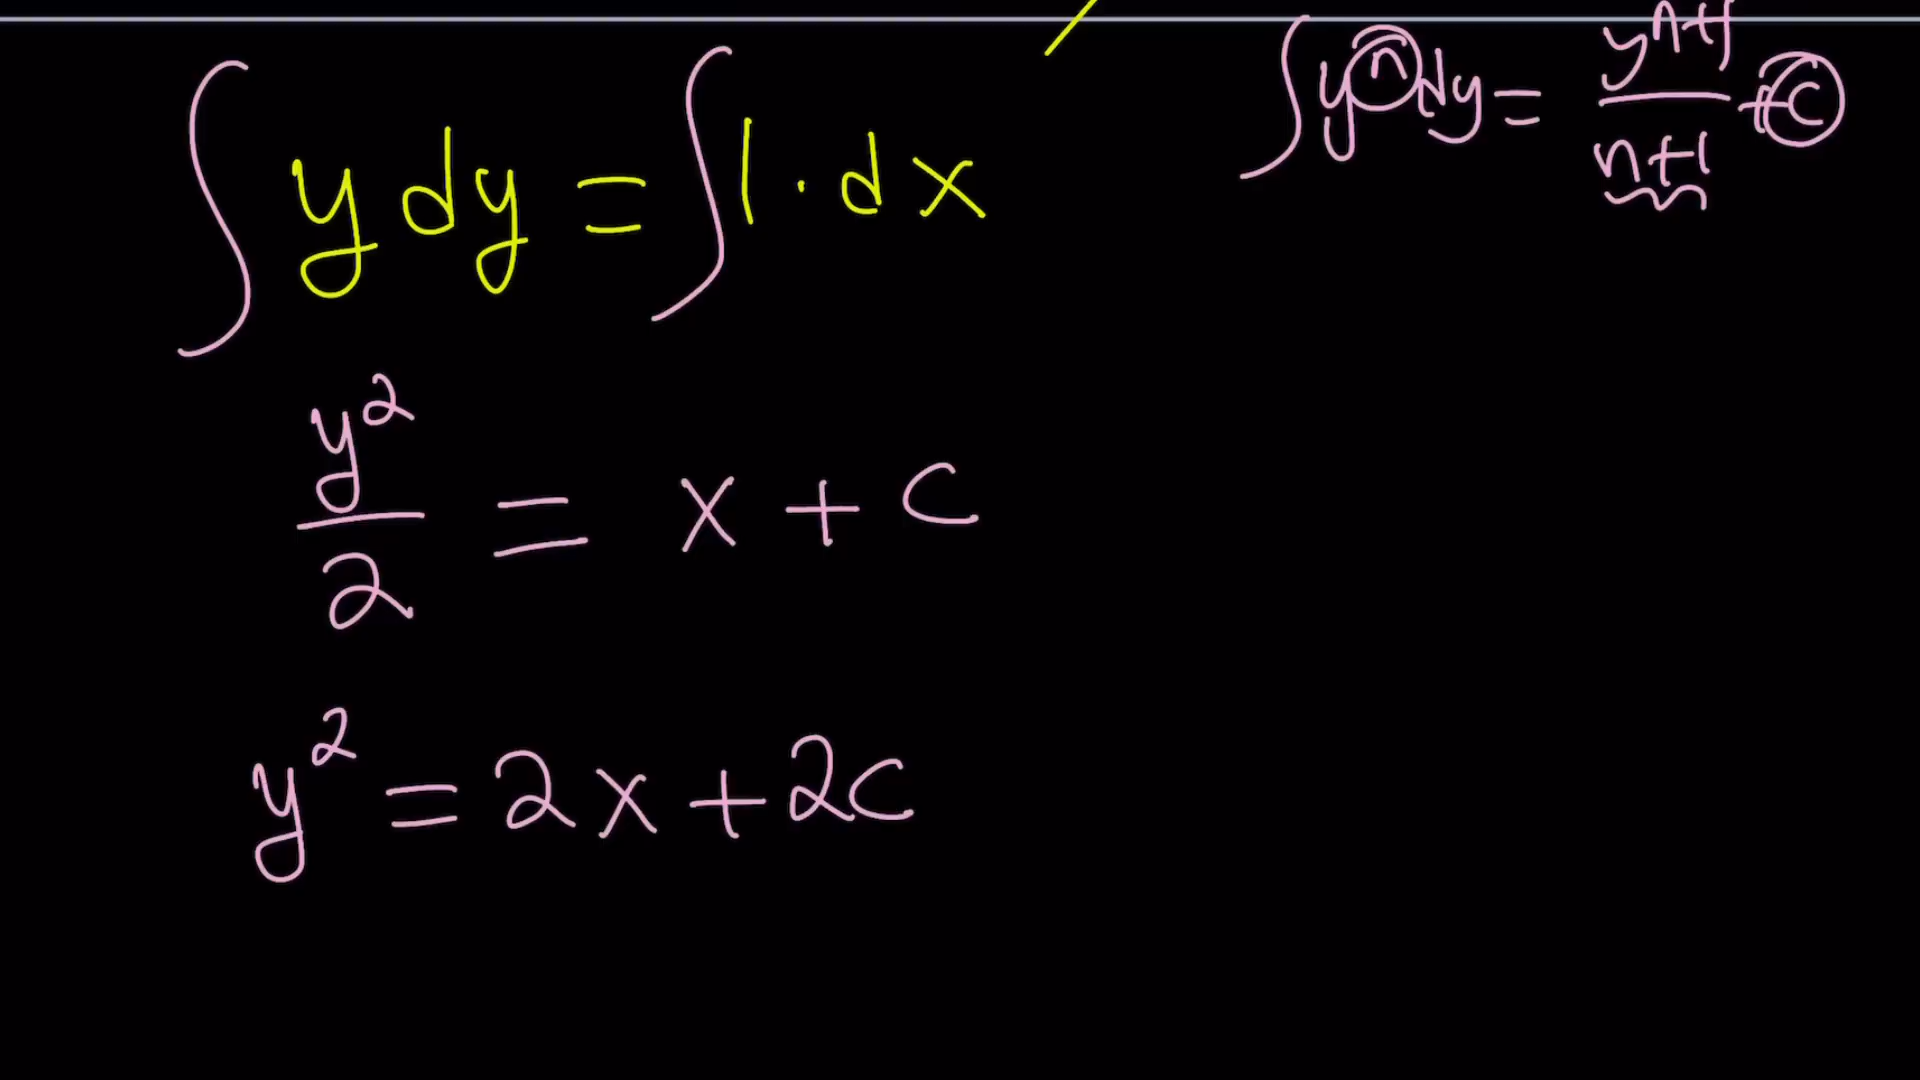 ∫ y dy = ∫ 1 · dx
∫ yⁿ dy = yⁿ⁺¹/n+1 + C
y²/2 = x + C
y² = 2x + 2C